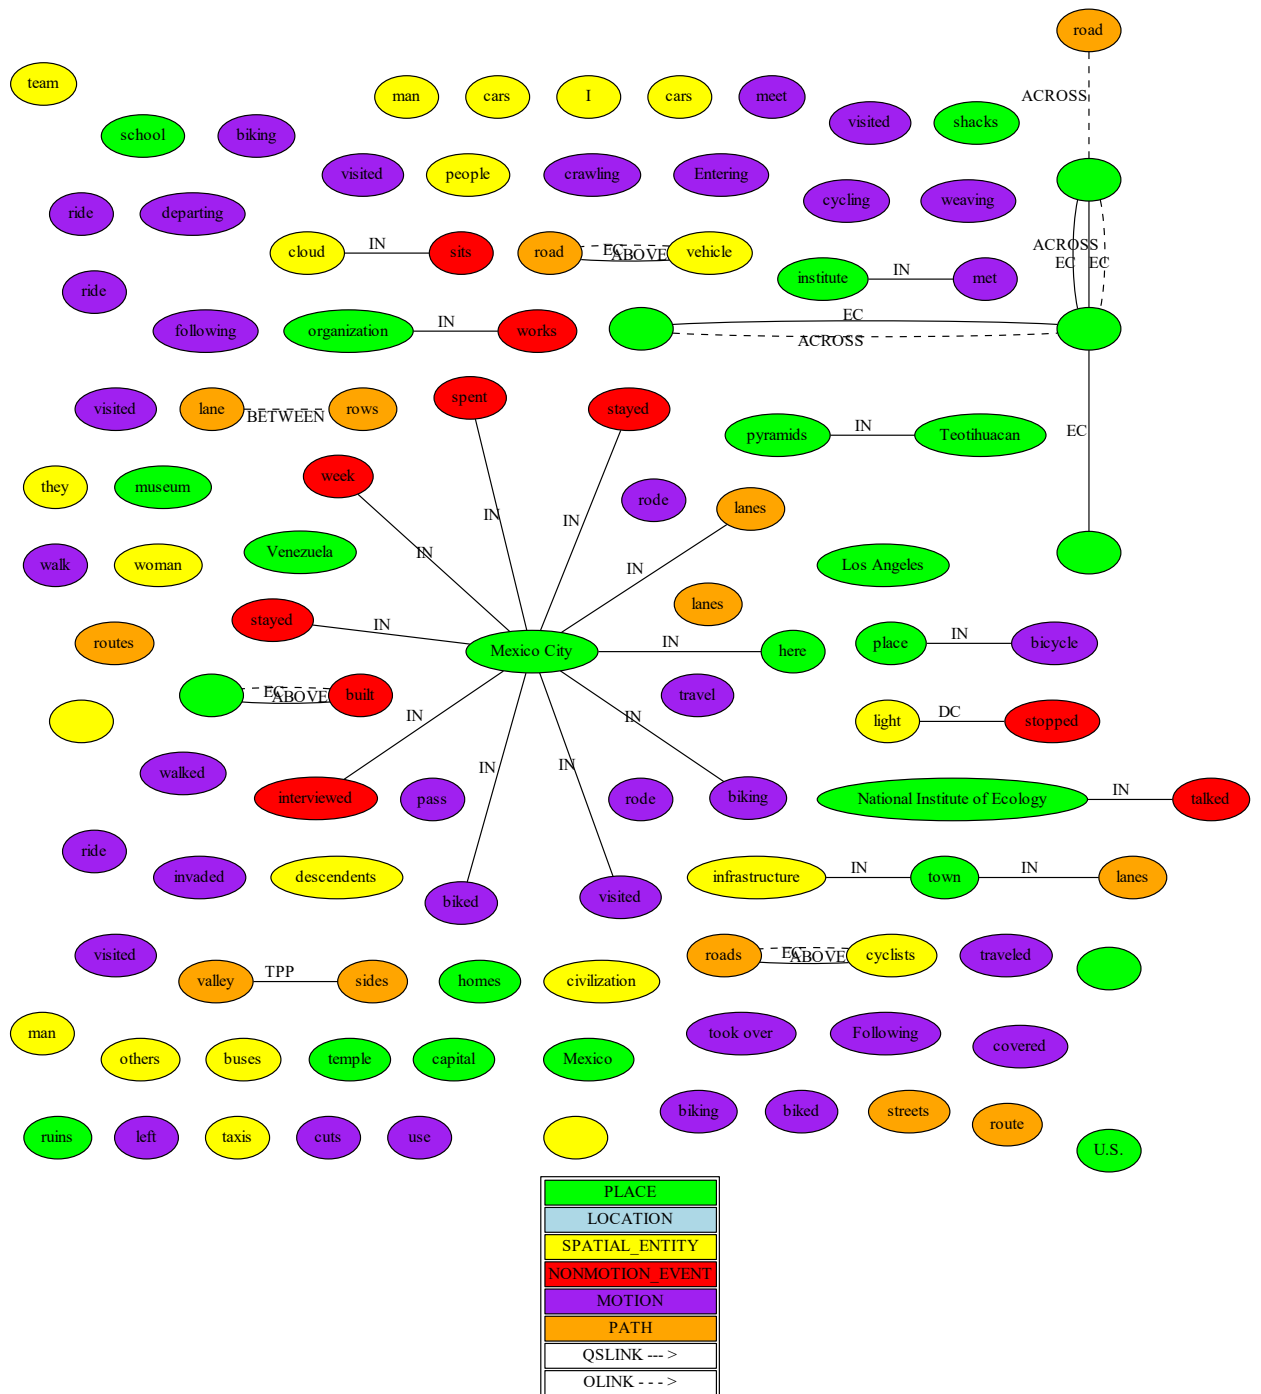 road
team
man
cars
I
cars
meet
ACROSS
school
biking
visited
shacks
visited
people
crawling
Entering
ride
departing
cycling
weaving
cloud
IN
sits
road
EC
ABOVE
vehicle
ACROSS
EC
EC
institute
IN
met
ride
following
organization
IN
works
EC
ACROSS
visited
lane
BETWEEN
rows
spent
stayed
pyramids
IN
Teotihuacan
EC
week
they
museum
rode
lanes
IN
IN
Venezuela
IN
walk
woman
IN
Los Angeles
lanes
stayed
IN
routes
Mexico City
IN
here
place
IN
bicycle
EC
ABOVE
built
travel
IN
IN
light
DC
stopped
walked
IN
IN
interviewed
pass
rode
biking
National Institute of Ecology
IN
talked
ride
invaded
descendents
biked
visited
infrastructure
IN
town
IN
lanes
visited
roads
EC
ABOVE
cyclists
traveled
valley
TPP
sides
homes
civilization
man
took over
Following
covered
others
buses
temple
capital
Mexico
biking
biked
streets
route
ruins
left
taxis
cuts
use
U.S.
PLACE
LOCATION
SPATIAL_ENTITY
NONMOTION_EVENT
MOTION
PATH
QSLINK --- >
OLINK - - - >